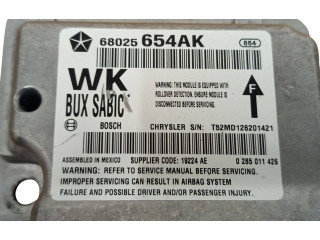 68025 654AK 664
WK
BUX SABIC
WARNING: THIS MODULE IS EQUIPPED WITH
ROLLOVER DETECTION. ENSURE MODULE IS
DISCONNECTED BEFORE SERVICING.
F
BOSCH CHRYSLER S/N: T52MD126201421
ASSEMBLED IN MEXICO SUPPLIER CODE: 19224 AE 0 285 011 426
WARNING: REFER TO SERVICE MANUAL BEFORE SERVICING.
IMPROPER SERVICING CAN RESULT IN AIRBAG SYSTEM
FAILURE AND POSSIBLE DRIVER AND/OR PASSENGER INJURY.